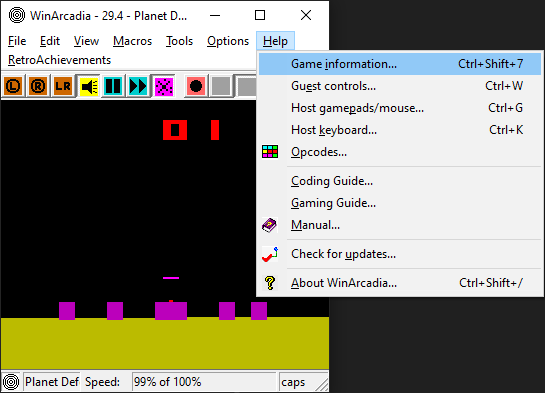 WinArcadia - 29.4 - Planet D...
File Edit View Macros Tools Options Help
RetroAchievements
L R LR
Game information... Ctrl+Shift+7
Guest controls... Ctrl+W
Host gamepads/mouse... Ctrl+G
Host keyboard... Ctrl+K
Opcodes...
Coding Guide...
Gaming Guide...
Manual...
Check for updates...
About WinArcadia... Ctrl+Shift+/
01
Planet Def Speed: 99% of 100% caps